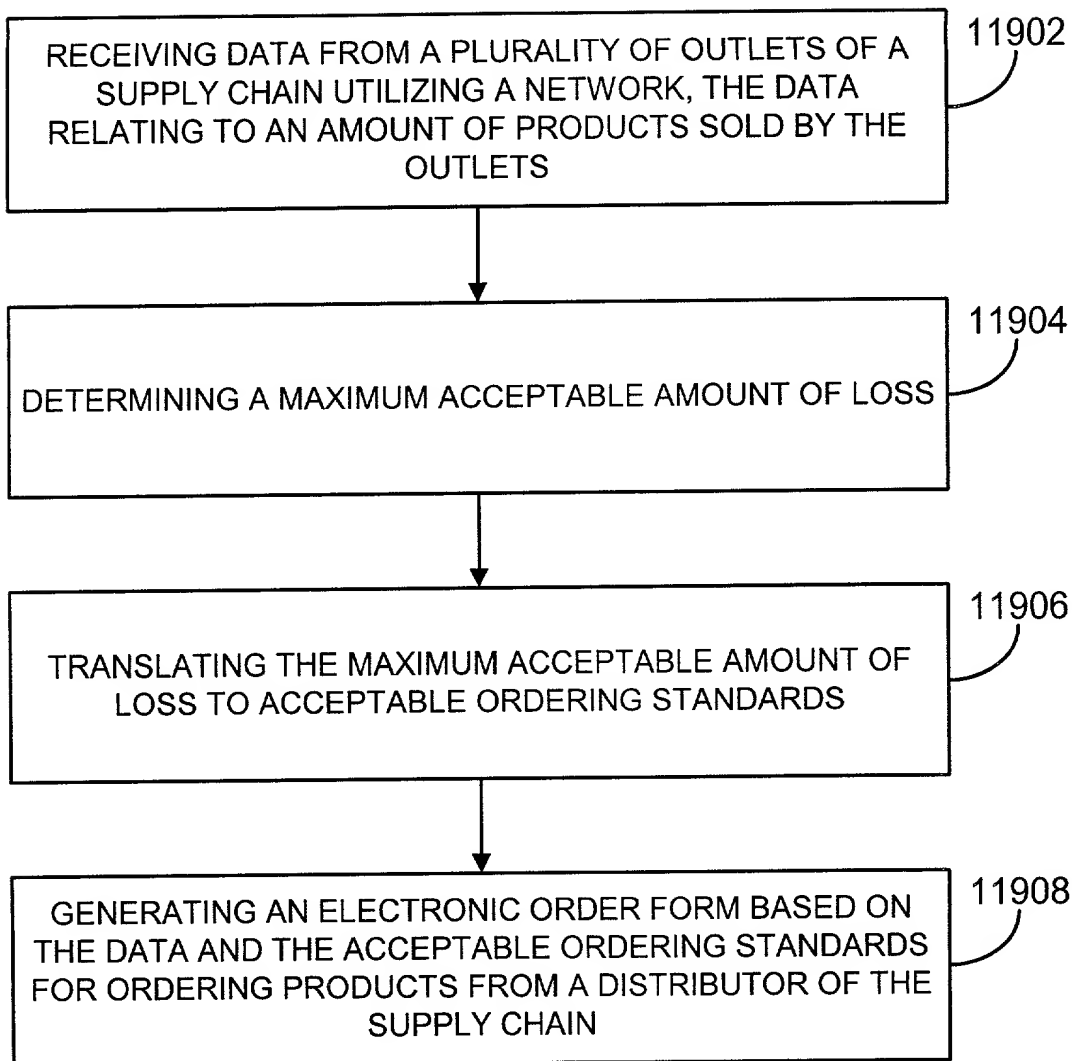 11902
RECEIVING DATA FROM A PLURALITY OF OUTLETS OF A
SUPPLY CHAIN UTILIZING A NETWORK, THE DATA
RELATING TO AN AMOUNT OF PRODUCTS SOLD BY THE
OUTLETS
11904
DETERMINING A MAXIMUM ACCEPTABLE AMOUNT OF LOSS
11906
TRANSLATING THE MAXIMUM ACCEPTABLE AMOUNT OF
LOSS TO ACCEPTABLE ORDERING STANDARDS
11908
GENERATING AN ELECTRONIC ORDER FORM BASED ON
THE DATA AND THE ACCEPTABLE ORDERING STANDARDS
FOR ORDERING PRODUCTS FROM A DISTRIBUTOR OF THE
SUPPLY CHAIN